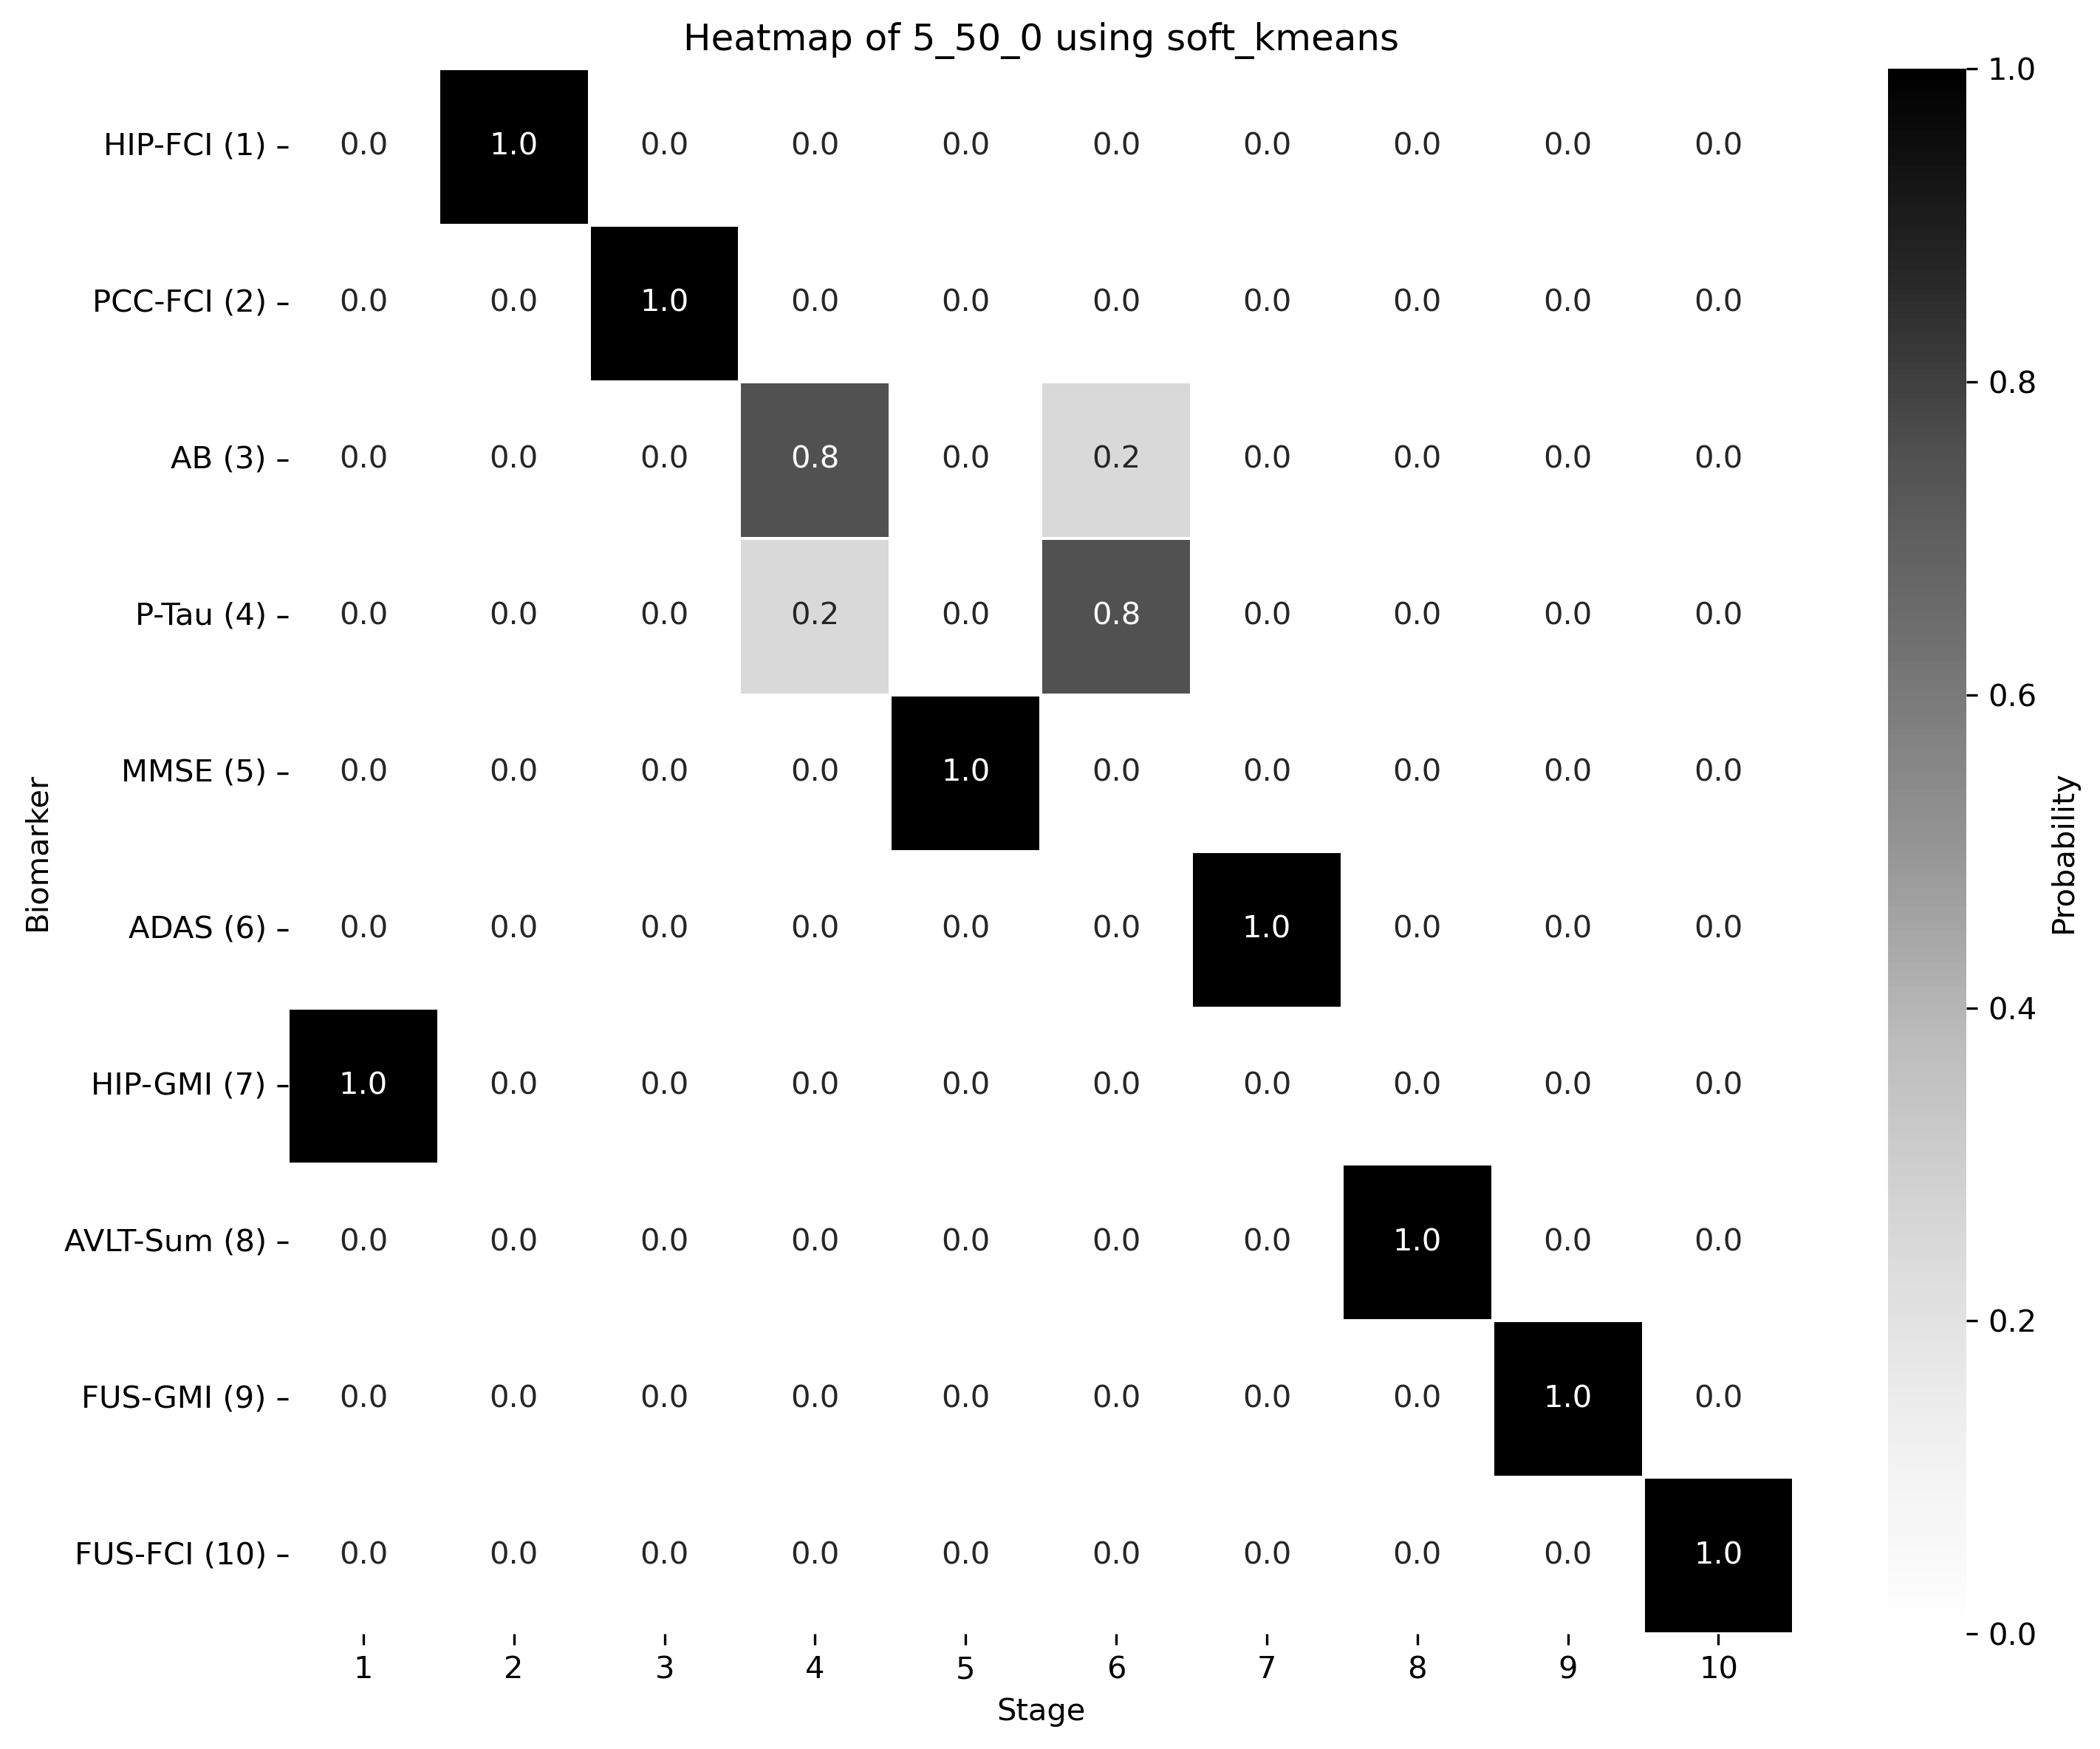 Heatmap of 5_50_0 using soft_kmeans
HIP-FCI (1) 0.0 1.0 0.0 0.0 0.0 0.0 0.0 0.0 0.0 0.0
PCC-FCI (2) 0.0 0.0 1.0 0.0 0.0 0.0 0.0 0.0 0.0 0.0
AB (3) 0.0 0.0 0.0 0.8 0.0 0.2 0.0 0.0 0.0 0.0
P-Tau (4) 0.0 0.0 0.0 0.2 0.0 0.8 0.0 0.0 0.0 0.0
MMSE (5) 0.0 0.0 0.0 0.0 1.0 0.0 0.0 0.0 0.0 0.0
ADAS (6) 0.0 0.0 0.0 0.0 0.0 0.0 1.0 0.0 0.0 0.0
HIP-GMI (7) 1.0 0.0 0.0 0.0 0.0 0.0 0.0 0.0 0.0 0.0
AVLT-Sum (8) 0.0 0.0 0.0 0.0 0.0 0.0 0.0 1.0 0.0 0.0
FUS-GMI (9) 0.0 0.0 0.0 0.0 0.0 0.0 0.0 0.0 1.0 0.0
FUS-FCI (10) 0.0 0.0 0.0 0.0 0.0 0.0 0.0 0.0 0.0 1.0
1 2 3 4 5 6 7 8 9 10
Stage
Biomarker
1.0
0.8
0.6
0.4
0.2
0.0
Probability